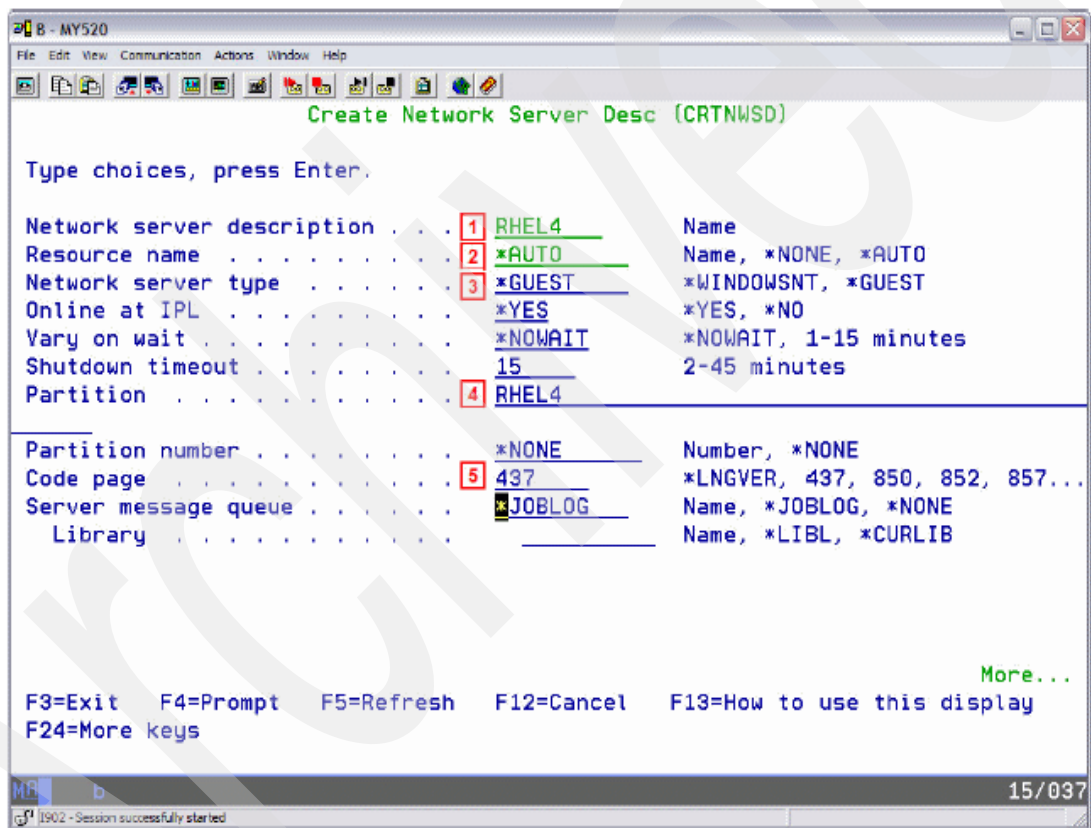 B - MY520
File Edit View Communication Actions Window Help
Create Network Server Desc (CRTNWSD)
Type choices, press Enter.
Network server description . . . 1 RHEL4 Name
Resource name . . . . . . . . . 2 *AUTO Name, *NONE, *AUTO
Network server type . . . . . . 3 *GUEST *WINDOWSNT, *GUEST
Online at IPL . . . . . . . . . *YES *YES, *NO
Vary on wait . . . . . . . . . . *NOWAIT *NOWAIT, 1-15 minutes
Shutdown timeout . . . . . . . . 15 2-45 minutes
Partition . . . . . . . . . . . 4 RHEL4
Partition number . . . . . . . . *NONE Number, *NONE
Code page . . . . . . . . . . . 5 437 *LNGVER, 437, 850, 852, 857...
Server message queue . . . . . . *JOBLOG Name, *JOBLOG, *NONE
Library . . . . . . . . . . . Name, *LIBL, *CURLIB
More...
F3=Exit F4=Prompt F5=Refresh F12=Cancel F13=How to use this display
F24=More keys
b 15/037
I902 - Session successfully started